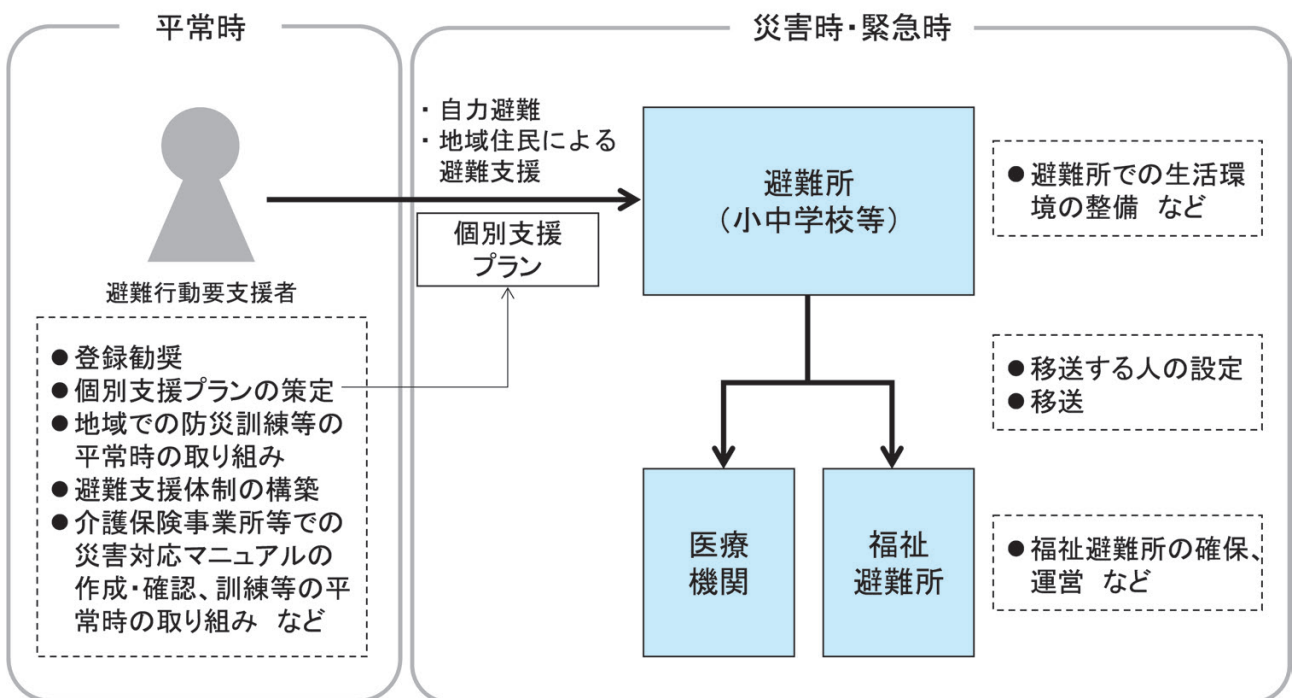 平常時
避難行動要支援者
●登録勧奨
●個別支援プランの策定
●地域での防災訓練等の
平常時の取り組み
●避難支援体制の構築
●介護保険事業所等での
災害対応マニュアルの
作成・確認、訓練等の平
常時の取り組み など
災害時・緊急時
・自力避難
・地域住民による
避難支援
個別支援
プラン
避難所
（小中学校等）
●避難所での生活環
境の整備 など
●移送する人の設定
●移送
医療
機関
福祉
避難所
●福祉避難所の確保、
運営 など